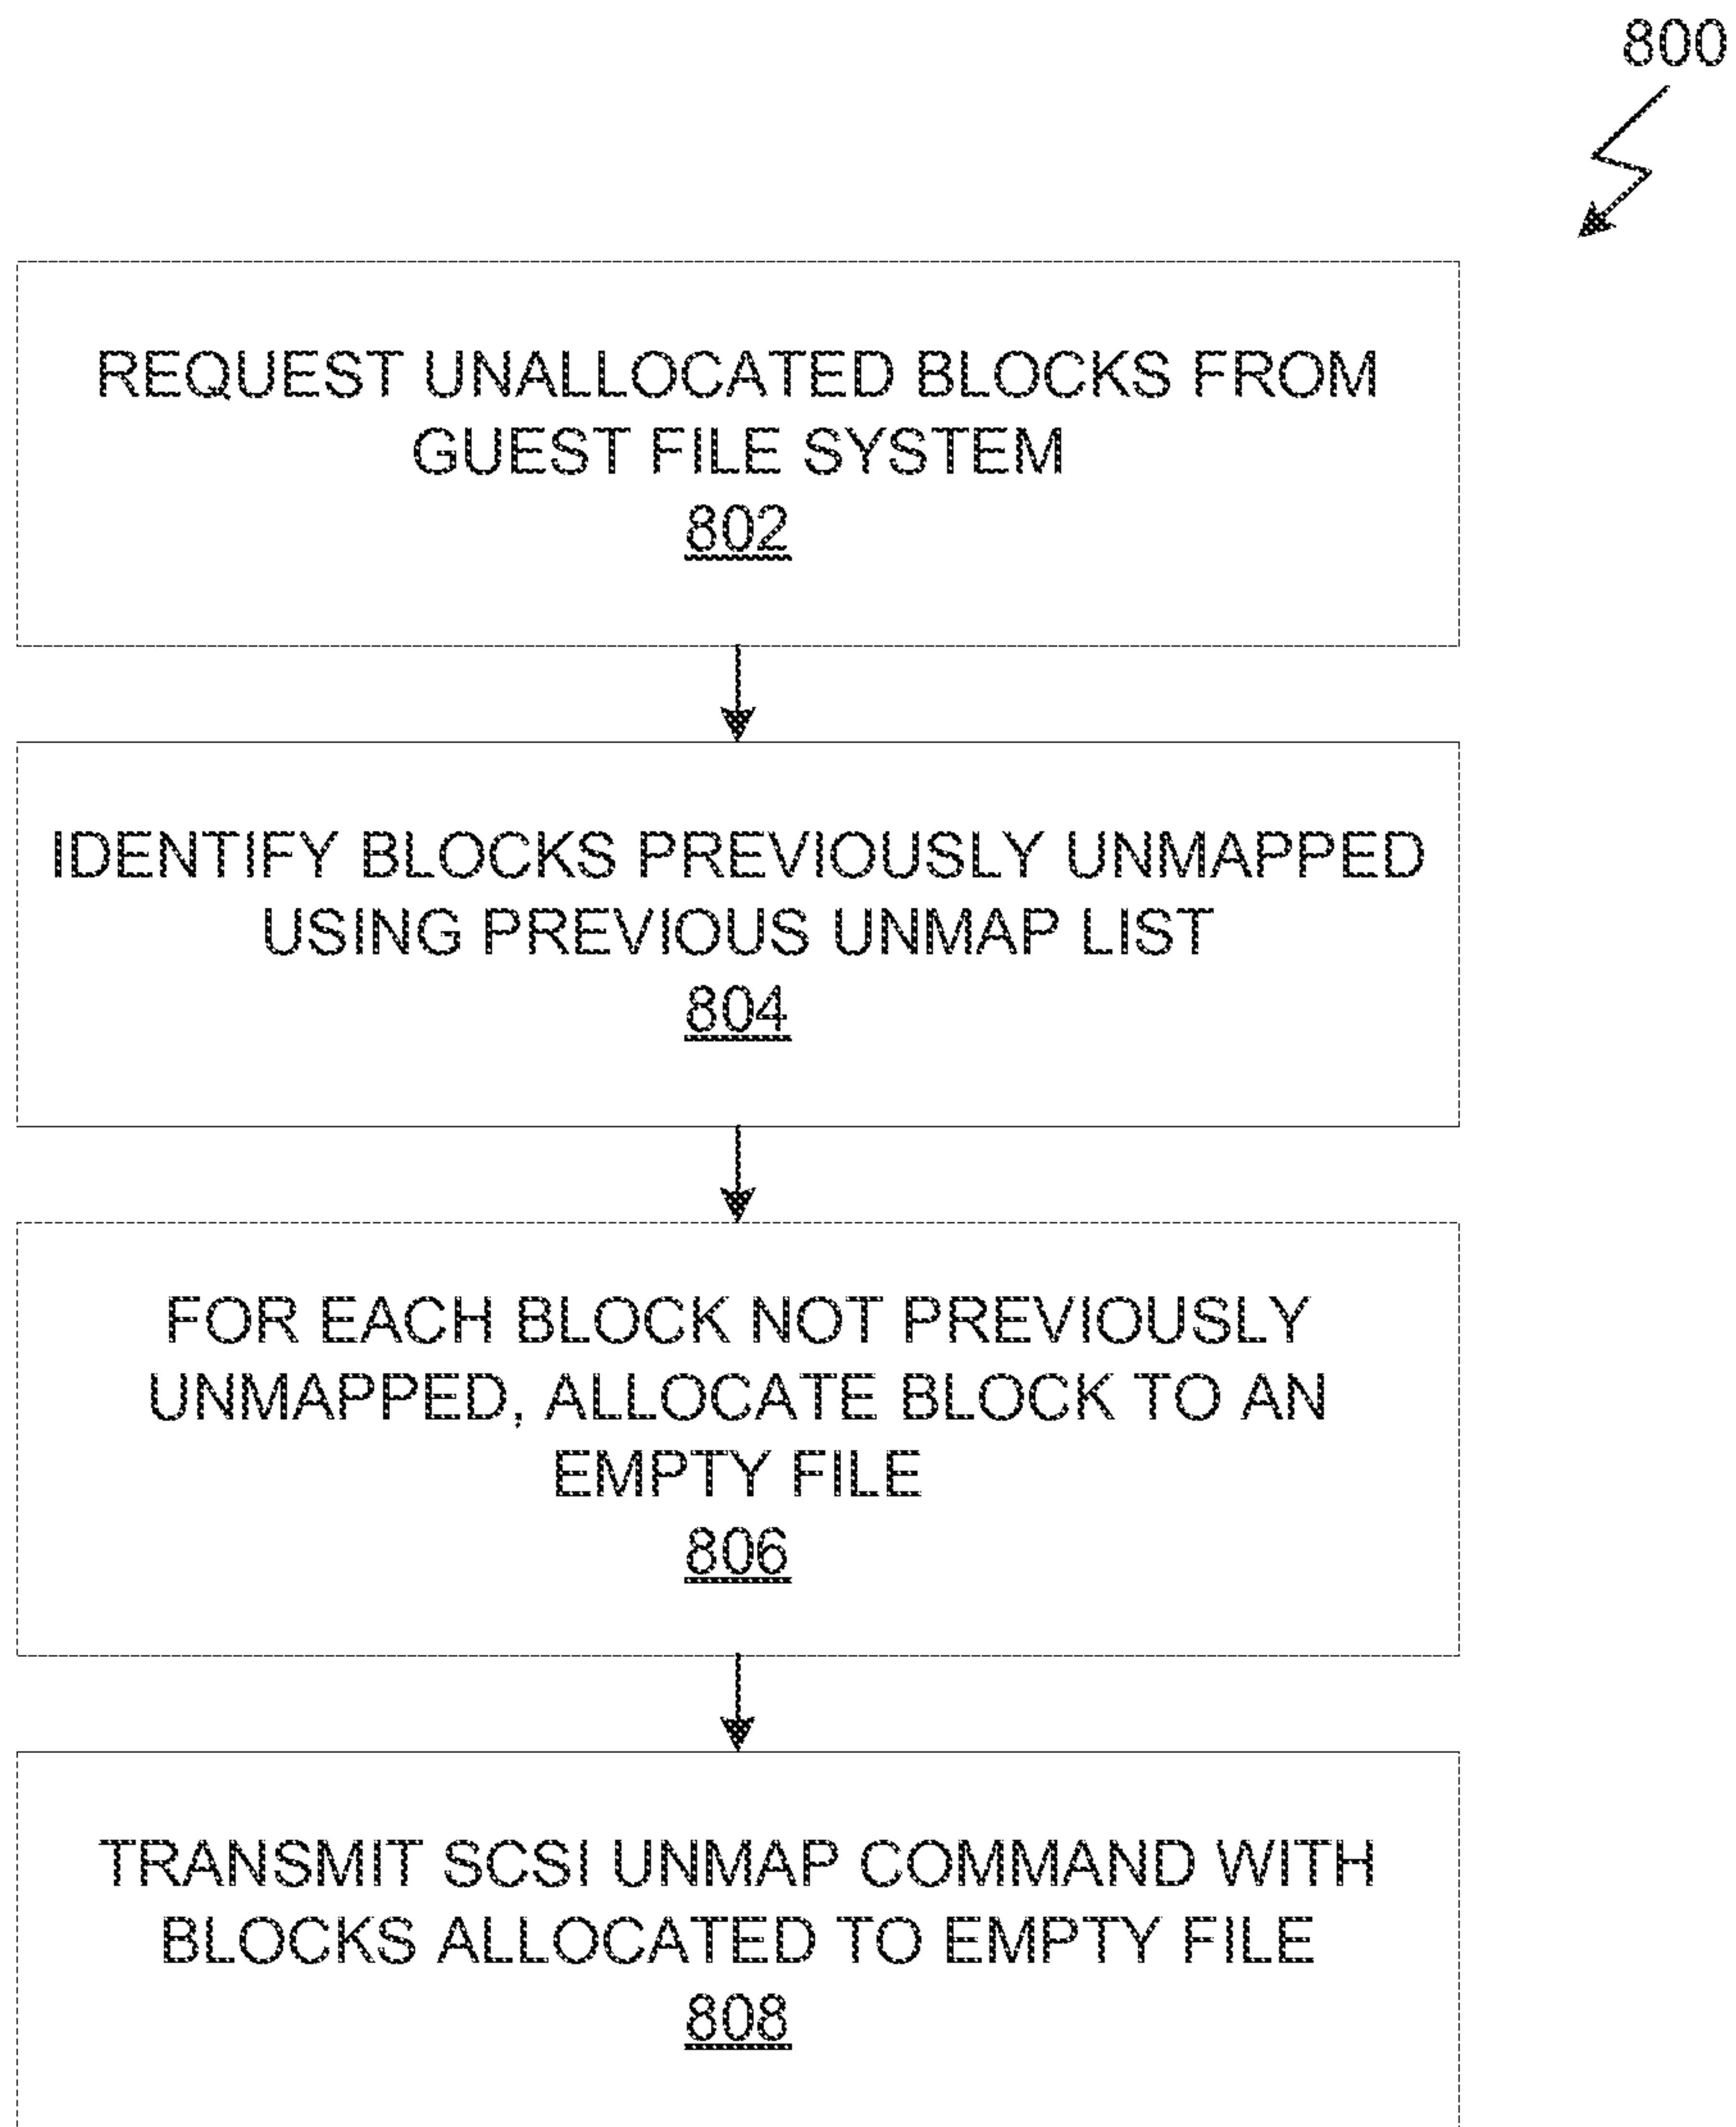 800
REQUEST UNALLOCATED BLOCKS FROM
GUEST FILE SYSTEM
802
IDENTIFY BLOCKS PREVIOUSLY UNMAPPED
USING PREVIOUS UNMAP LIST
804
FOR EACH BLOCK NOT PREVIOUSLY
UNMAPPED, ALLOCATE BLOCK TO AN
EMPTY FILE
806
TRANSMIT SCSI UNMAP COMMAND WITH
BLOCKS ALLOCATED TO EMPTY FILE
808